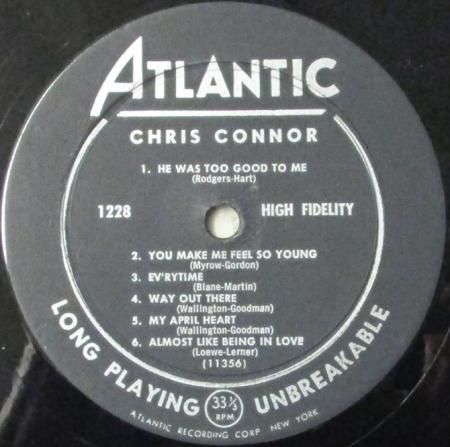 ATLANTIC
CHRIS CONNOR
1. HE WAS TOO GOOD TO ME
(Rodgers-Hart)
1228 HIGH FIDELITY
2. YOU MAKE ME FEEL SO YOUNG
(Myrow-Gordon)
3. EV'RYTIME
(Blane-Martin)
4. WAY OUT THERE
(Wallington-Goodman)
5. MY APRIL HEART
(Wallington-Goodman)
6. ALMOST LIKE BEING IN LOVE
(Loewe-Lerner)
(11356)
LONG PLAYING 33 1/3 RPM UNBREAKABLE
ATLANTIC RECORDING CORP NEW YORK